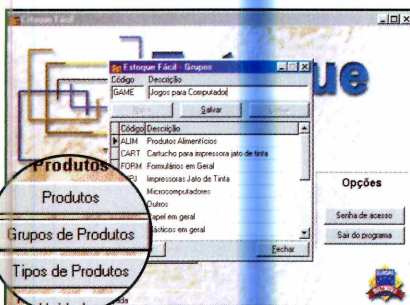 Estoque Fácil
Estoque Fácil - Grupos
Código Descrição
GAME Jogos para Computador
Salvar
Código Descrição
ALIM Produtos Alimentícios
CART Cartucho para impressora jato de tinta
FORM Formulários em Geral
Impressoras Jato de Tinta
Microcomputadores
Outros
apel em geral
lásticos em geral
Fechar
Produtos
Produtos
Grupos de Produtos
Tipos de Produtos
Opções
Senha de acesso
Sair do programa
ue